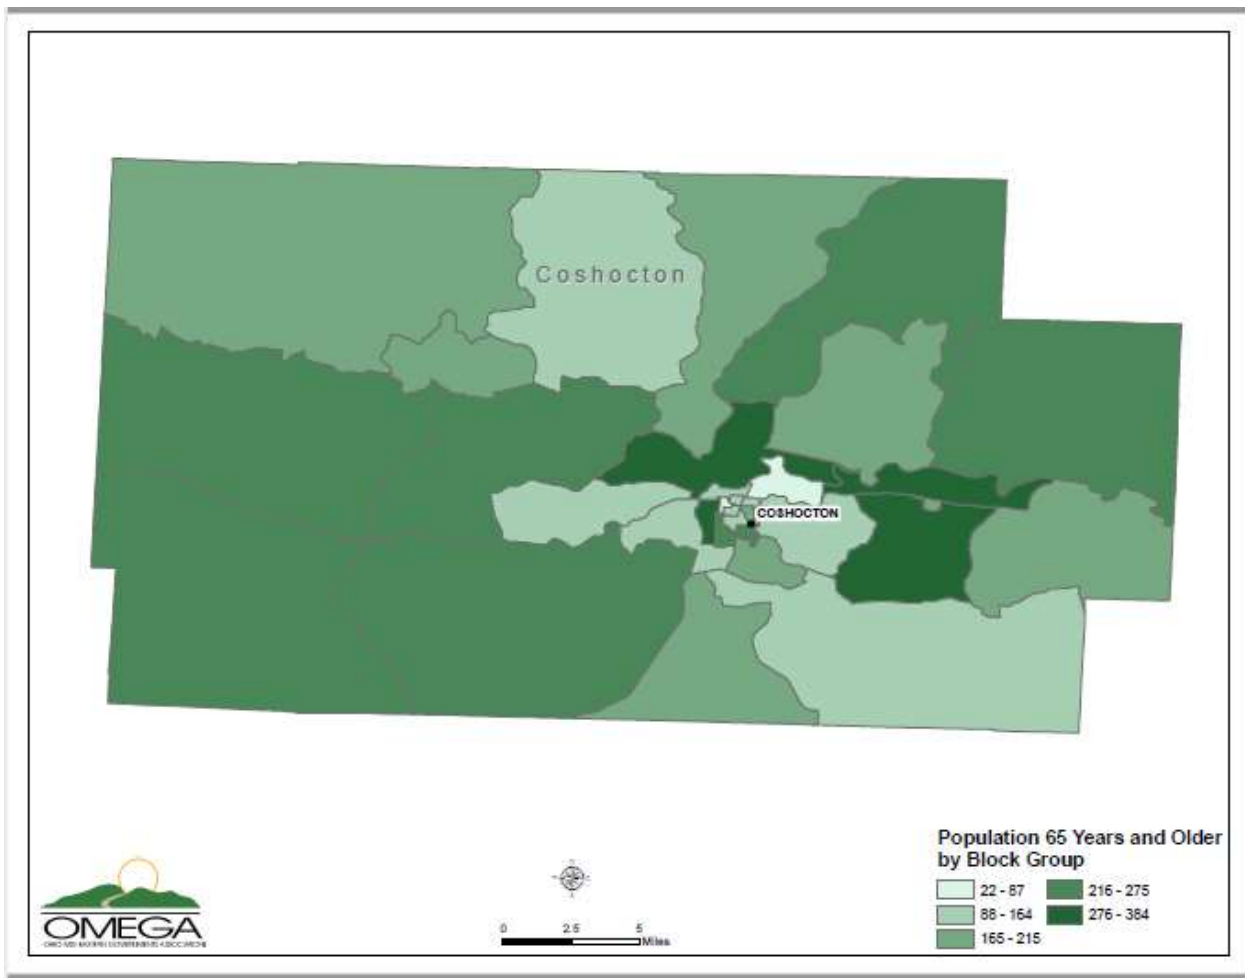 Coshocton
COSHOCTON
Population 65 Years and Older
by Block Group
22 - 87
88 - 164
165 - 215
216 - 275
276 - 384
OMEGA
0 2.5 5
Miles